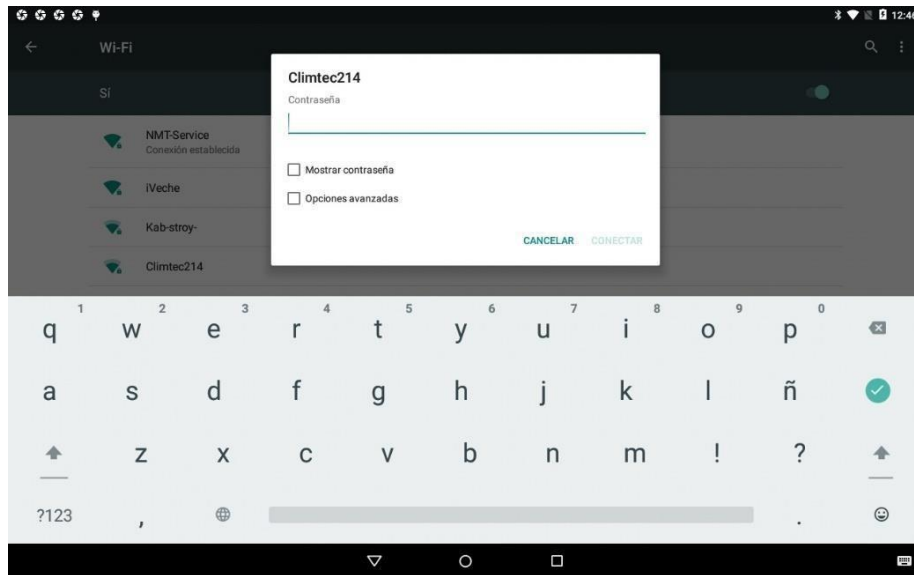 12:46
Wi-Fi
Sí
Climtec214
Contraseña
Mostrar contraseña
Opciones avanzadas
CANCELAR CONECTAR
NMT-Service
Conexión establecida
iVeche
Kab-stroy-
Climtec214
q 1 w 2 e 3 r 4 t 5 y 6 u 7 i 8 o 9 p 0
a s d f g h j k l ñ
z x c v b n m ! ?
?123 , .